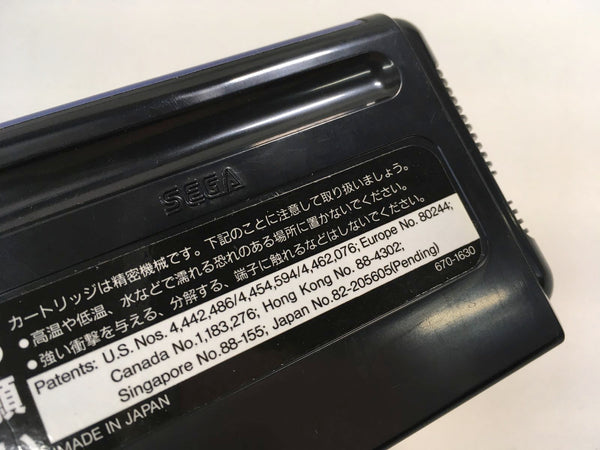 SEGA
カートリッジは精密機械です。下記のことに注意して取り扱いましょう。
●高温や低温、水などで濡れる恐れのある場所に置かないでください。
●強い衝撃を与える、分解する、端子に触れるなどはしないでください。
Patents: U.S. Nos. 4,442,486/4,454,594/4,462,076; Europe No. 80244;
Canada No.1,183,276; Hong Kong No. 88-4302;
Singapore No.88-155; Japan No.82-205605(Pending)
670-1630
MADE IN JAPAN